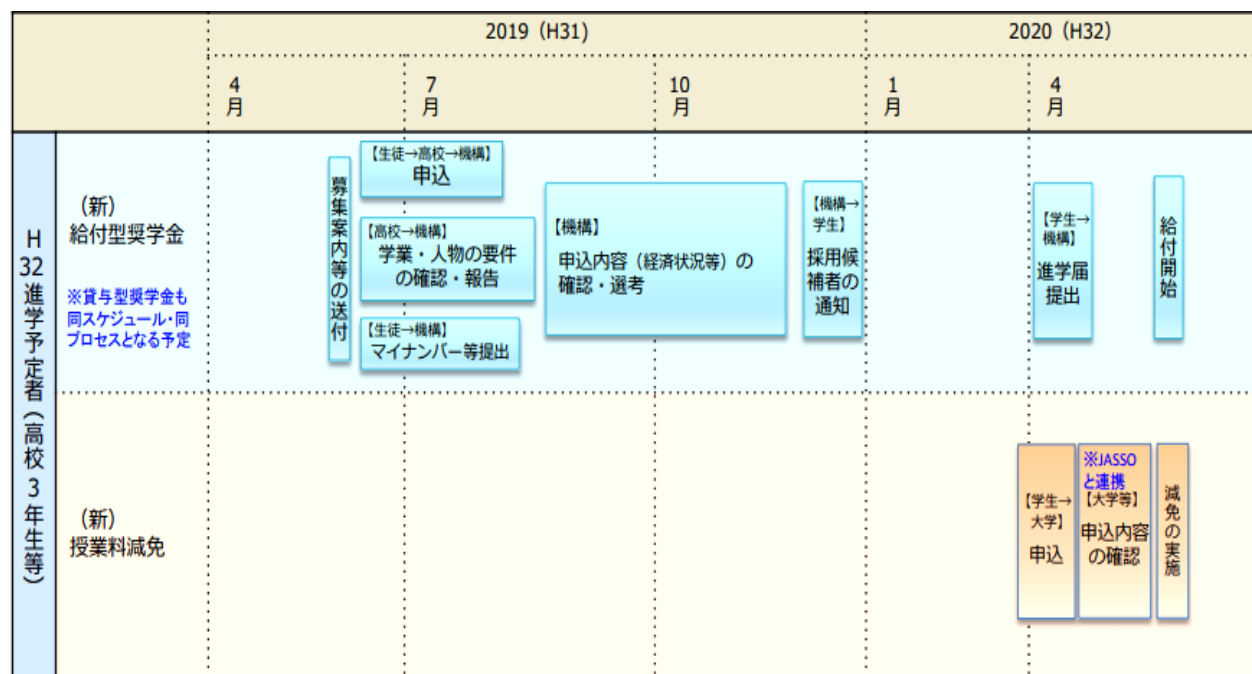 2019（H31）
2020（H32）
4月
7月
10月
1月
4月
H32進学予定者（高校3年生等）
（新）
給付型奨学金
※貸与型奨学金も
同スケジュール・同
プロセスとなる予定
募集案内等の送付
【生徒→高校→機構】
申込
【高校→機構】
学業・人物の要件
の確認・報告
【生徒→機構】
マイナンバー等提出
【機構】
申込内容（経済状況等）の
確認・選考
【機構→
学生】
採用候
補者の
通知
【学生→
機構】
進学届
提出
給付開始
（新）
授業料減免
【学生→
大学】
申込
※JASSO
と連携
【大学等】
申込内容
の確認
減免の実施